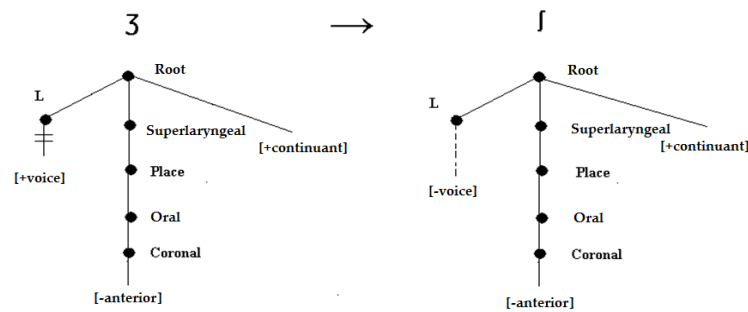 Ʒ → ʃ
Root Root
L L
Superlaryngeal Superlaryngeal
[+continuant] [+continuant]
[+voice] Place [-voice] Place
Oral Oral
Coronal Coronal
[-anterior] [-anterior]